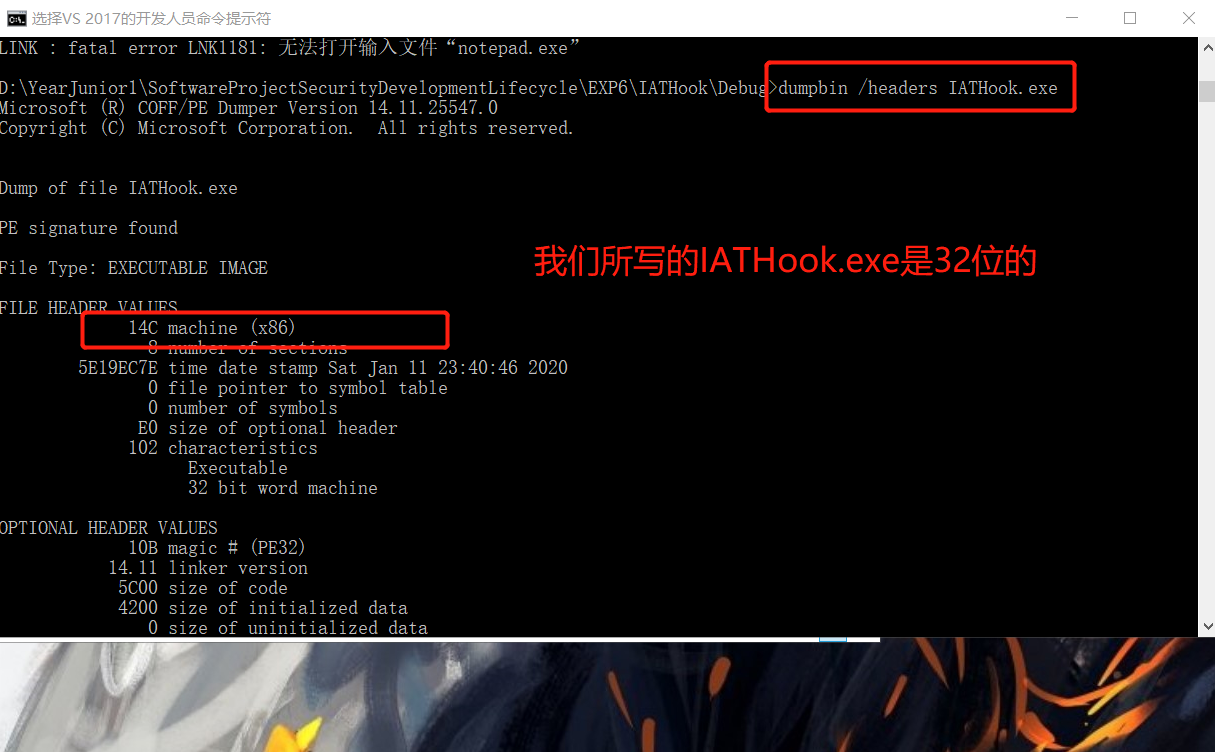 选择VS 2017的开发人员命令提示符
LINK : fatal error LNK1181: 无法打开输入文件“notepad.exe”
D:\YearJunior1\SoftwareProjectSecurityDevelopmentLifecycle\EXP6\IATHook\Debug>dumpbin /headers IATHook.exe
Microsoft (R) COFF/PE Dumper Version 14.11.25547.0
Copyright (C) Microsoft Corporation.  All rights reserved.
Dump of file IATHook.exe
PE signature found
我们所写的IATHook.exe是32位的
File Type: EXECUTABLE IMAGE
FILE HEADER VALUES
14C machine (x86)
8 number of sections
5E19EC7E time date stamp Sat Jan 11 23:40:46 2020
0 file pointer to symbol table
0 number of symbols
E0 size of optional header
102 characteristics
Executable
32 bit word machine
OPTIONAL HEADER VALUES
10B magic # (PE32)
14.11 linker version
5C00 size of code
4200 size of initialized data
0 size of uninitialized data